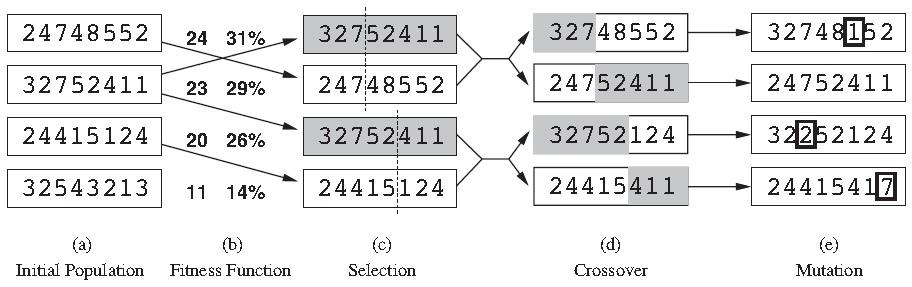 24748552 24 31% 32752411 32748552 32748152
32752411 23 29% 24748552 24752411 24752411
24415124 20 26% 32752411 32752124 32252124
32543213 11 14% 24415124 24415411 24415417
(a) (b) (c) (d) (e)
Initial Population Fitness Function Selection Crossover Mutation